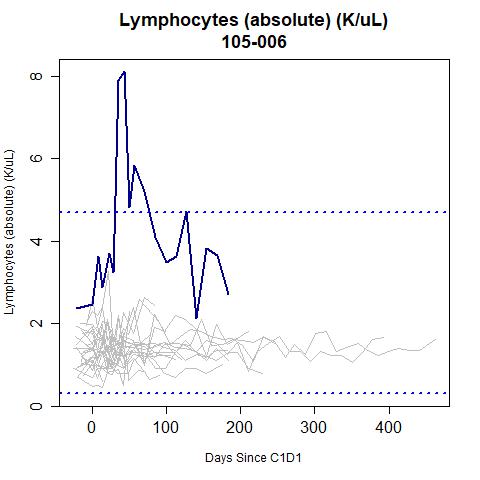 Lymphocytes (absolute) (K/uL)
105-006
Lymphocytes (absolute) (K/uL)
8
6
4
2
0
0 100 200 300 400
Days Since C1D1